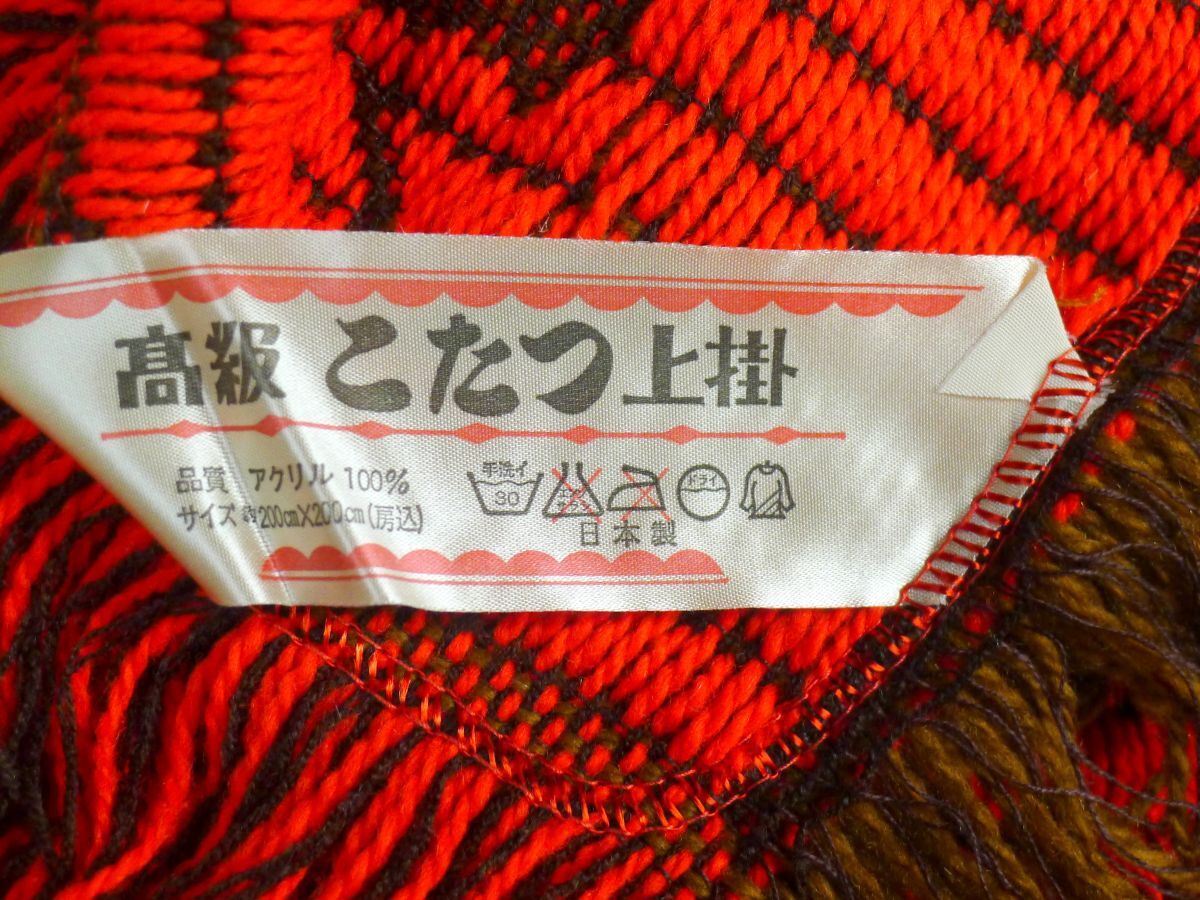 髙級 こたつ上掛
品質 アクリル 100%
サイズ 約200cm×200cm(房込)
手洗イ
30
ドライ
日本製